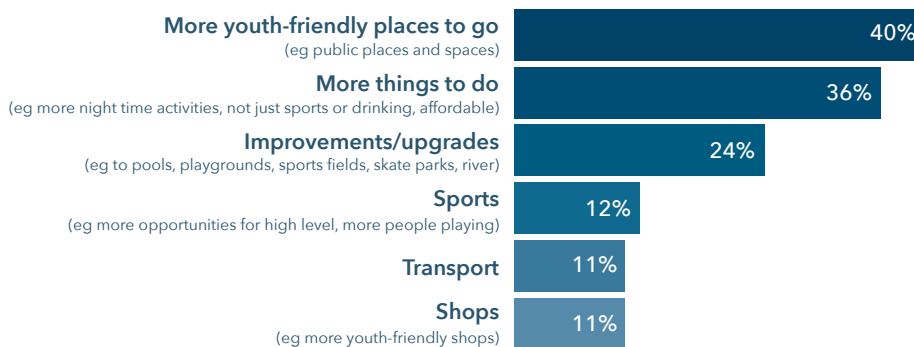 More youth-friendly places to go
(eg public places and spaces)
40%
More things to do
(eg more night time activities, not just sports or drinking, affordable)
36%
Improvements/upgrades
(eg to pools, playgrounds, sports fields, skate parks, river)
24%
Sports
(eg more opportunities for high level, more people playing)
12%
Transport
11%
Shops
(eg more youth-friendly shops)
11%